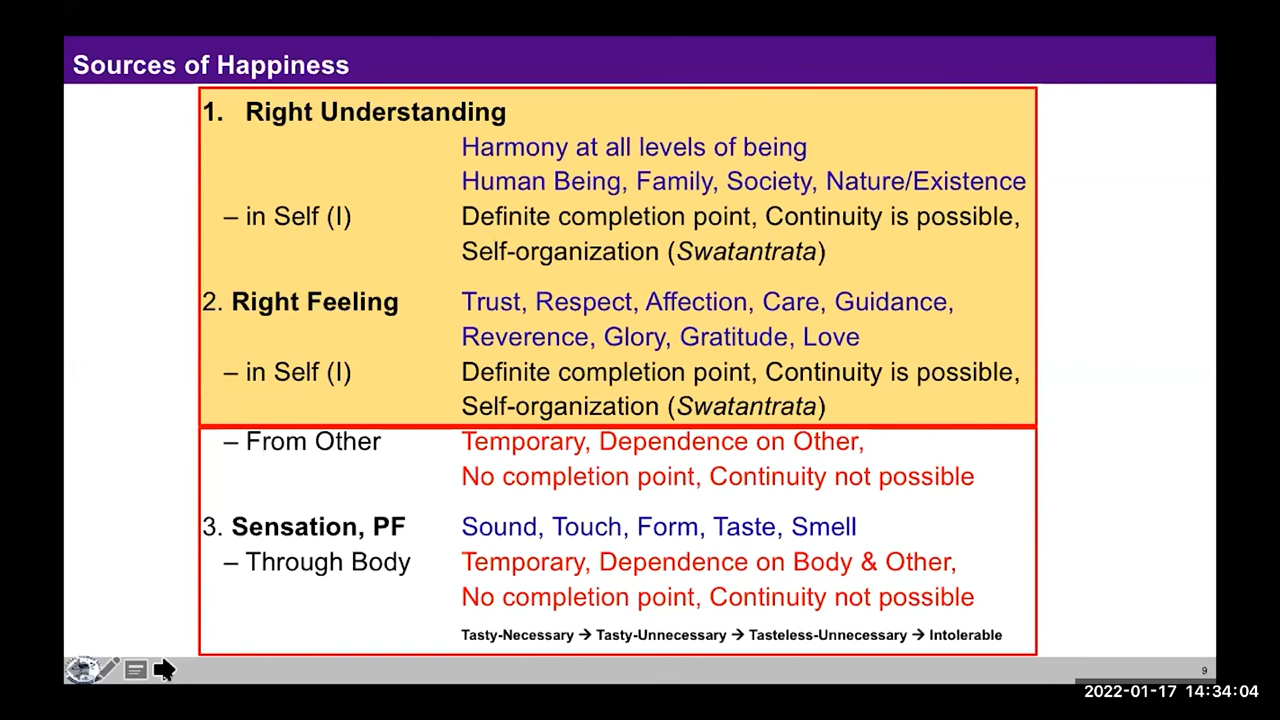 Sources of Happiness
1. Right Understanding
Harmony at all levels of being
Human Being, Family, Society, Nature/Existence
– in Self (I) Definite completion point, Continuity is possible,
Self-organization (Swatantrata)
2. Right Feeling Trust, Respect, Affection, Care, Guidance,
Reverence, Glory, Gratitude, Love
– in Self (I) Definite completion point, Continuity is possible,
Self-organization (Swatantrata)
– From Other Temporary, Dependence on Other,
No completion point, Continuity not possible
3. Sensation, PF Sound, Touch, Form, Taste, Smell
– Through Body Temporary, Dependence on Body & Other,
No completion point, Continuity not possible
Tasty-Necessary → Tasty-Unnecessary → Tasteless-Unnecessary → Intolerable
9
2022-01-17 14:34:04